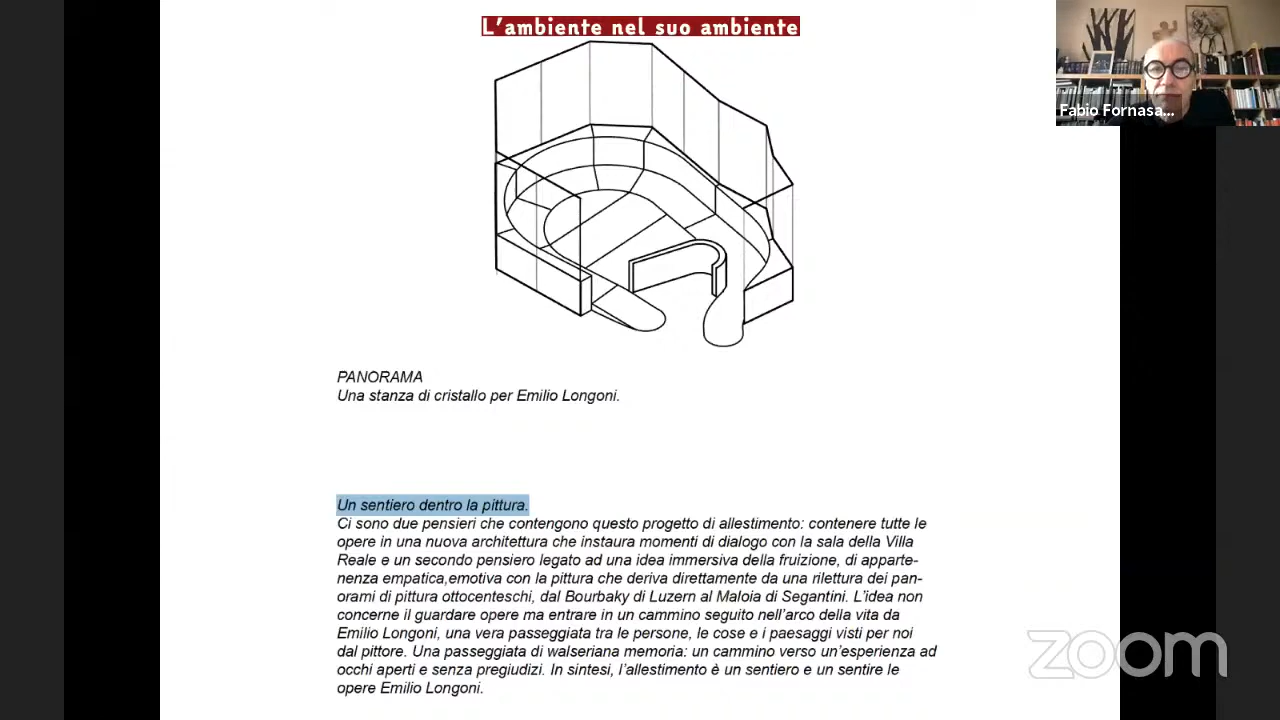 L'ambiente nel suo ambiente
Fabio Fornasa...
PANORAMA
Una stanza di cristallo per Emilio Longoni.
Un sentiero dentro la pittura.
Ci sono due pensieri che contengono questo progetto di allestimento: contenere tutte le
opere in una nuova architettura che instaura momenti di dialogo con la sala della Villa
Reale e un secondo pensiero legato ad una idea immersiva della fruizione, di apparte-
nenza empatica,emotiva con la pittura che deriva direttamente da una rilettura dei pan-
orami di pittura ottocenteschi, dal Bourbaky di Luzern al Maloia di Segantini. L'idea non
concerne il guardare opere ma entrare in un cammino seguito nell'arco della vita da
Emilio Longoni, una vera passeggiata tra le persone, le cose e i paesaggi visti per noi
dal pittore. Una passeggiata di walseriana memoria: un cammino verso un'esperienza ad
occhi aperti e senza pregiudizi. In sintesi, l'allestimento è un sentiero e un sentire le
opere Emilio Longoni.
zoom